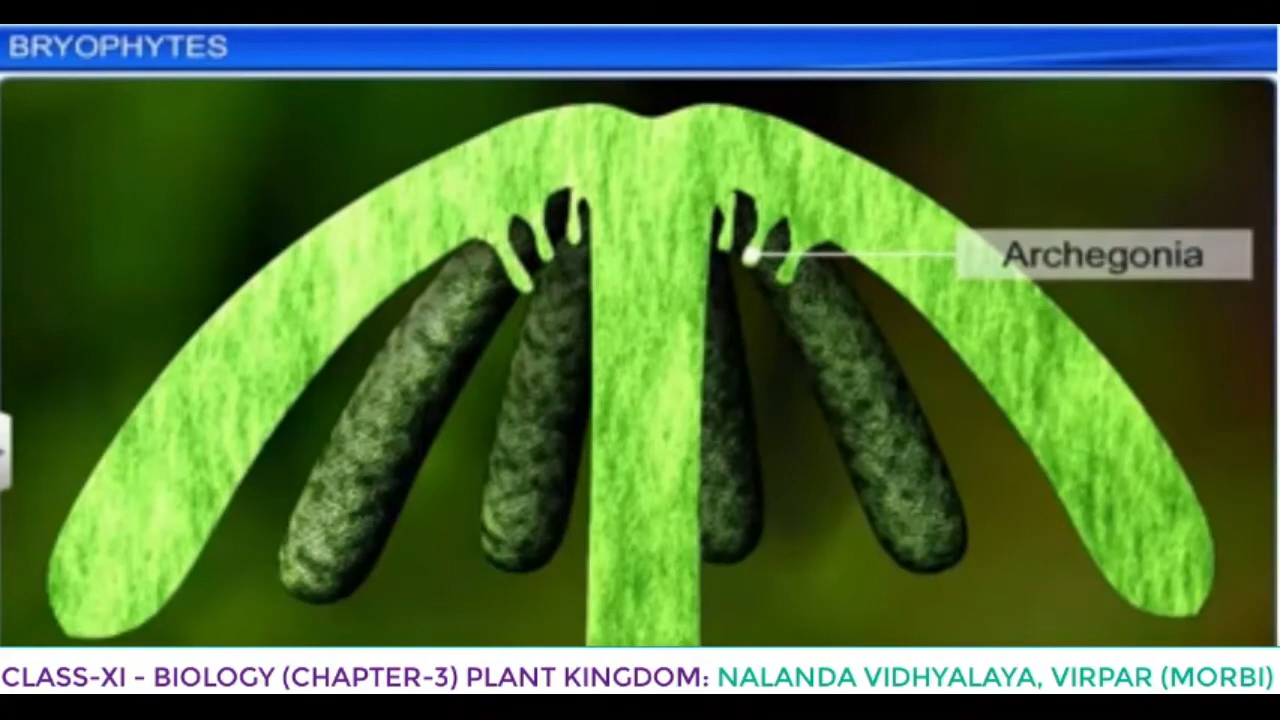 BRYOPHYTES
Archegonia
CLASS-XI - BIOLOGY (CHAPTER-3) PLANT KINGDOM: NALANDA VIDHYALAYA, VIRPAR (MORBI)